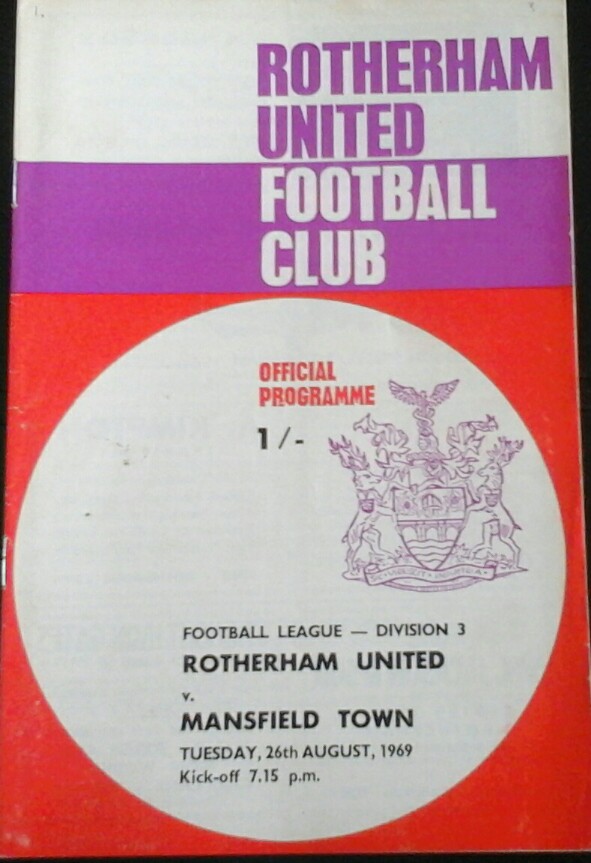 ROTHERHAM
UNITED
FOOTBALL
CLUB
OFFICIAL
PROGRAMME
1/-
FOOTBALL LEAGUE — DIVISION 3
ROTHERHAM UNITED
v.
MANSFIELD TOWN
TUESDAY, 26th AUGUST, 1969
Kick-off 7.15 p.m.